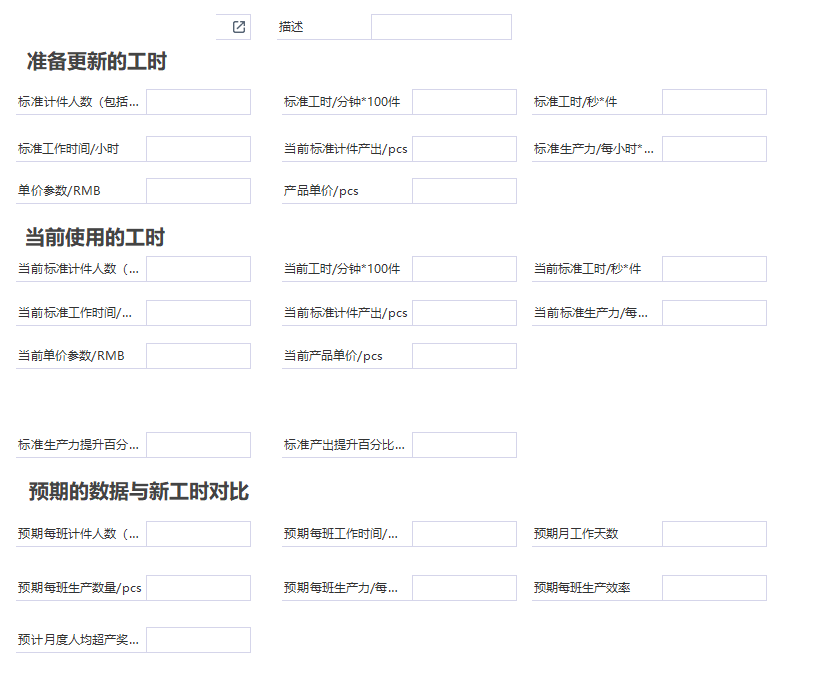 描述
准备更新的工时
标准计件人数（包括... 标准工时/分钟*100件 标准工时/秒*件
标准工作时间/小时 当前标准计件产出/pcs 标准生产力/每小时*...
单价参数/RMB 产品单价/pcs
当前使用的工时
当前标准计件人数（... 当前工时/分钟*100件 当前标准工时/秒*件
当前标准工作时间/... 当前标准计件产出/pcs 当前标准生产力/每...
当前单价参数/RMB 当前产品单价/pcs
标准生产力提升百分... 标准产出提升百分比...
预期的数据与新工时对比
预期每班计件人数（... 预期每班工作时间/... 预期月工作天数
预期每班生产数量/pcs 预期每班生产力/每... 预期每班生产效率
预计月度人均超产奖...